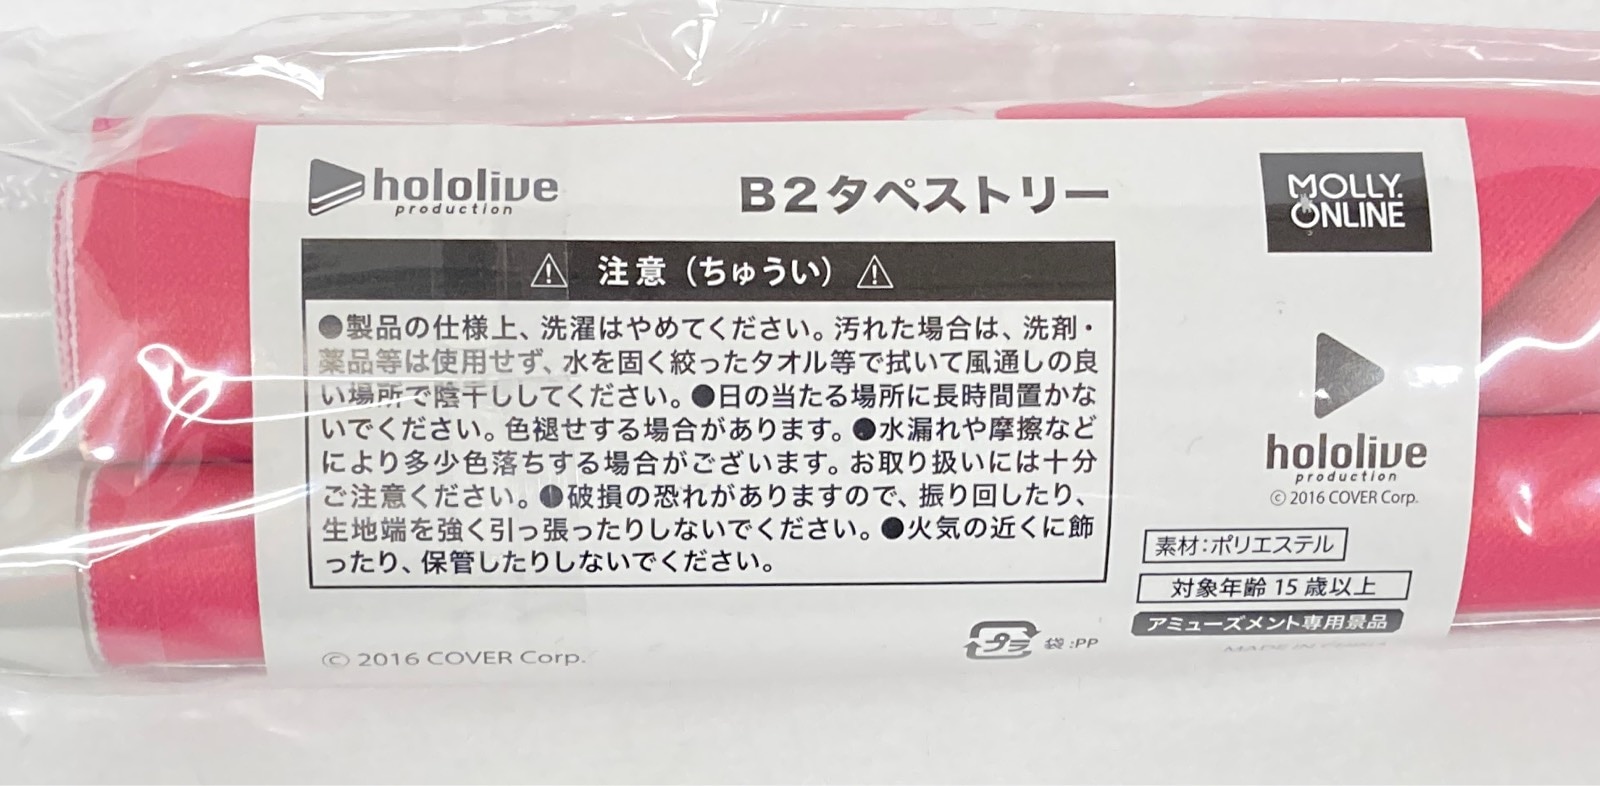 hololive
production
B2タペストリー
MOLLY.
ONLINE
注意(ちゅうい)
●製品の仕様上、洗濯はやめてください。汚れた場合は、洗剤・
薬品等は使用せず、水を固く絞ったタオル等で拭いて風通しの良
い場所で陰干ししてください。●日の当たる場所に長時間置かな
いでください。色褪せする場合があります。●水漏れや摩擦など
により多少色落ちする場合がございます。お取り扱いには十分
ご注意ください。●破損の恐れがありますので、振り回したり、
生地端を強く引っ張ったりしないでください。●火気の近くに飾
ったり、保管したりしないでください。
hololive
production
© 2016 COVER Corp.
素材:ポリエステル
対象年齢 15 歳以上
アミューズメント専用景品
MADE IN CHINA
プラ 袋:PP
© 2016 COVER Corp.